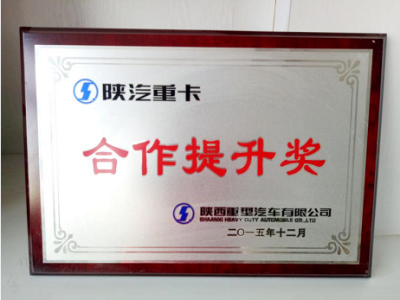 陕汽重卡
合作提升奖
陕西重型汽车有限公司
SHAANXI HEAVY DUTY AUTOMOBILE CO.,LTD
二〇一五年十二月